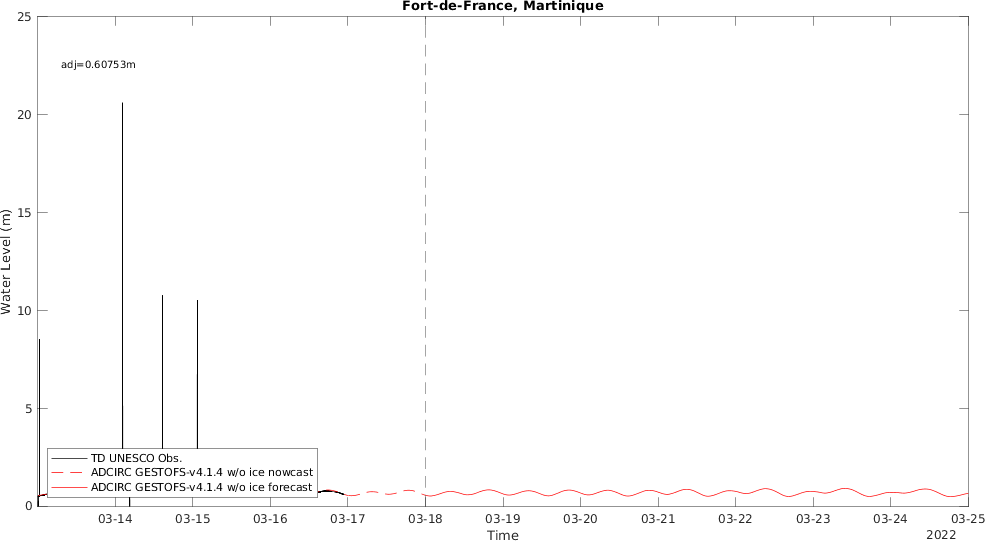 Fort-de-France, Martinique
25
adj=0.60753m
20
15
Water Level (m)
10
5
TD UNESCO Obs.
ADCIRC GESTOFS-v4.1.4 w/o ice nowcast
ADCIRC GESTOFS-v4.1.4 w/o ice forecast
0
03-14 03-15 03-16 03-17 03-18 03-19 03-20 03-21 03-22 03-23 03-24 03-25
Time
2022